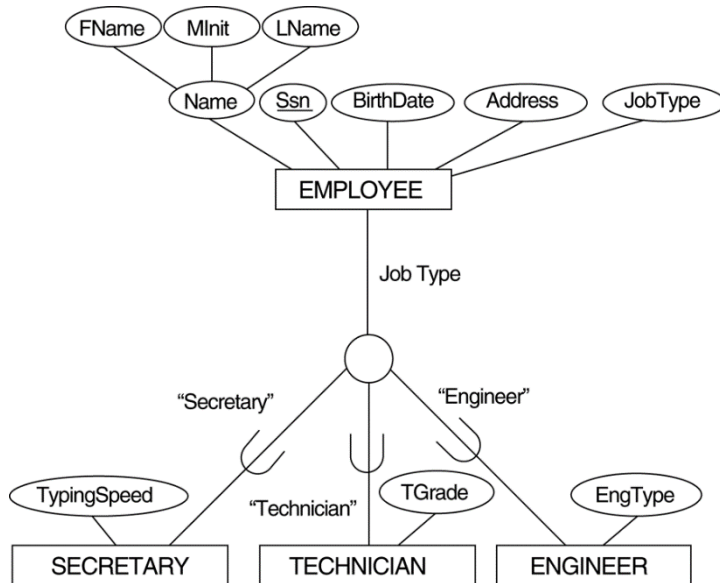 FName MInit LName
Name Ssn BirthDate Address JobType
EMPLOYEE
Job Type
“Secretary” “Engineer”
TypingSpeed “Technician” TGrade EngType
SECRETARY TECHNICIAN ENGINEER